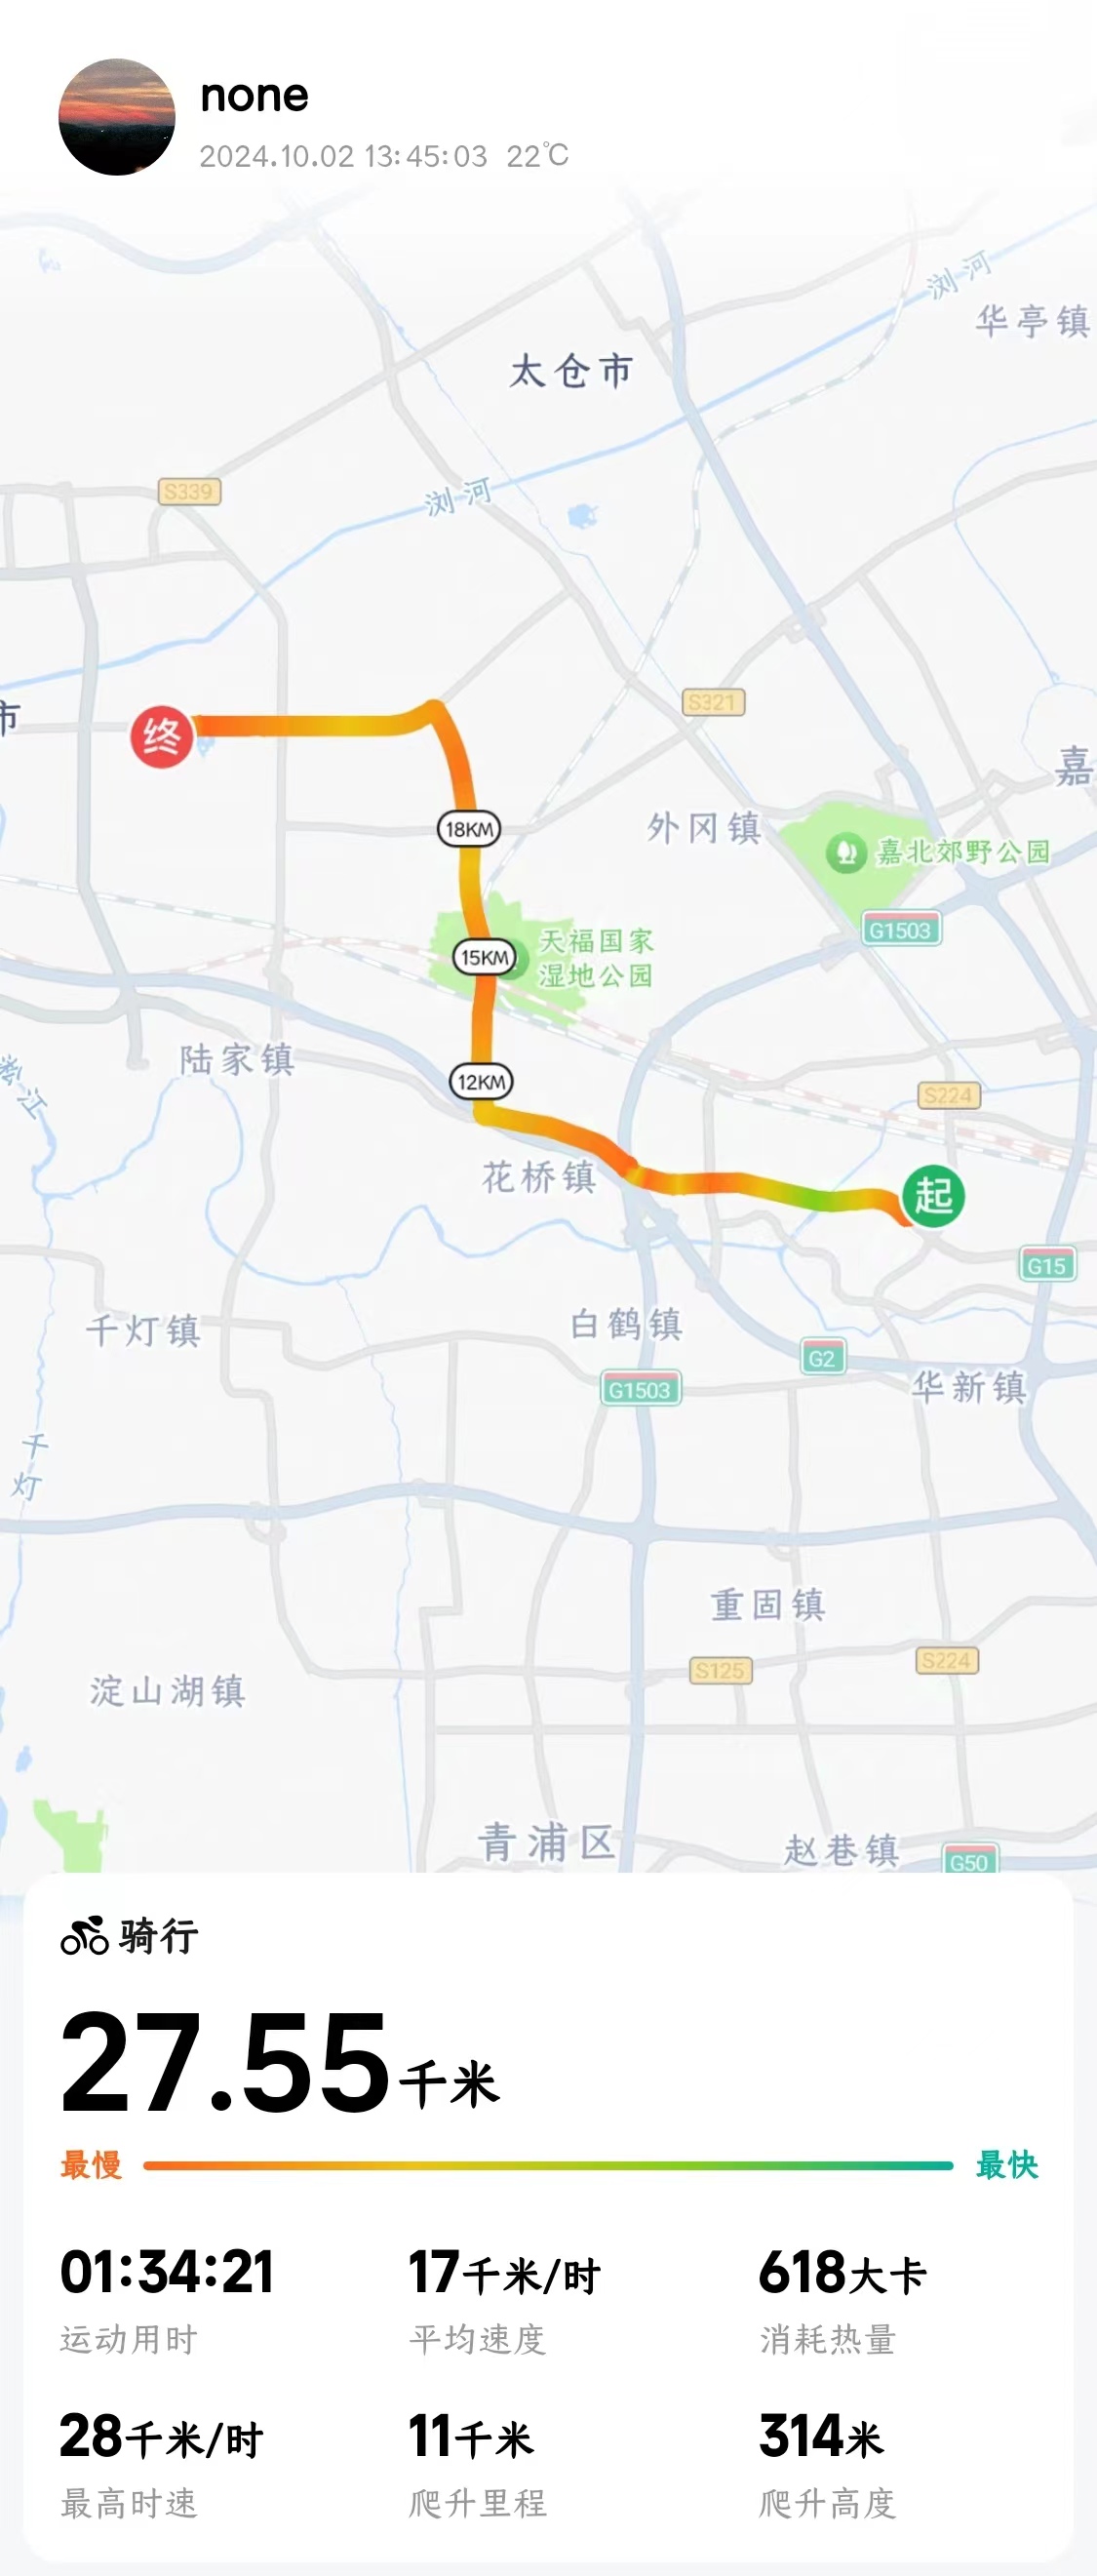 none
2024.10.02 13:45:03 22℃
浏河
华亭镇
太仓市
S339
浏河
S321
市
终
嘉
18KM
外冈镇
嘉北郊野公园
G1503
15KM
天福国家
湿地公园
陆家镇
12KM
S224
江
花桥镇
起
G15
千灯镇
白鹤镇
G2
G1503
华新镇
千
灯
重固镇
S125
S224
淀山湖镇
青浦区
赵巷镇
G50
骑行
27.55千米
最慢 最快
01:34:21 17千米/时 618大卡
运动用时 平均速度 消耗热量
28千米/时 11千米 314米
最高时速 爬升里程 爬升高度